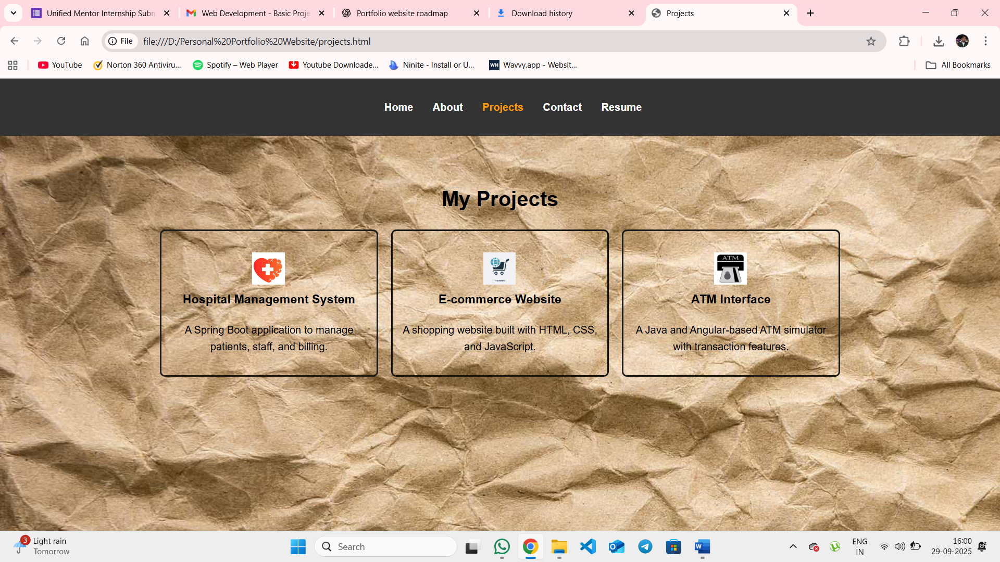 Unified Mentor Internship Subm
Web Development - Basic Proje
Portfolio website roadmap
Download history
Projects
File
file:///D:/Personal%20Portfolio%20Website/projects.html
YouTube
Norton 360 Antiviru...
Spotify – Web Player
Youtube Downloade...
Ninite - Install or U...
WH
Wavvy.app - Websit...
All Bookmarks
Home
About
Projects
Contact
Resume
My Projects
ATM
Hospital Management System
E-commerce Website
ATM Interface
A Spring Boot application to manage
patients, staff, and billing.
A shopping website built with HTML, CSS,
and JavaScript.
A Java and Angular-based ATM simulator
with transaction features.
3
Light rain
Tomorrow
Search
ENG
IN
16:00
29-09-2025